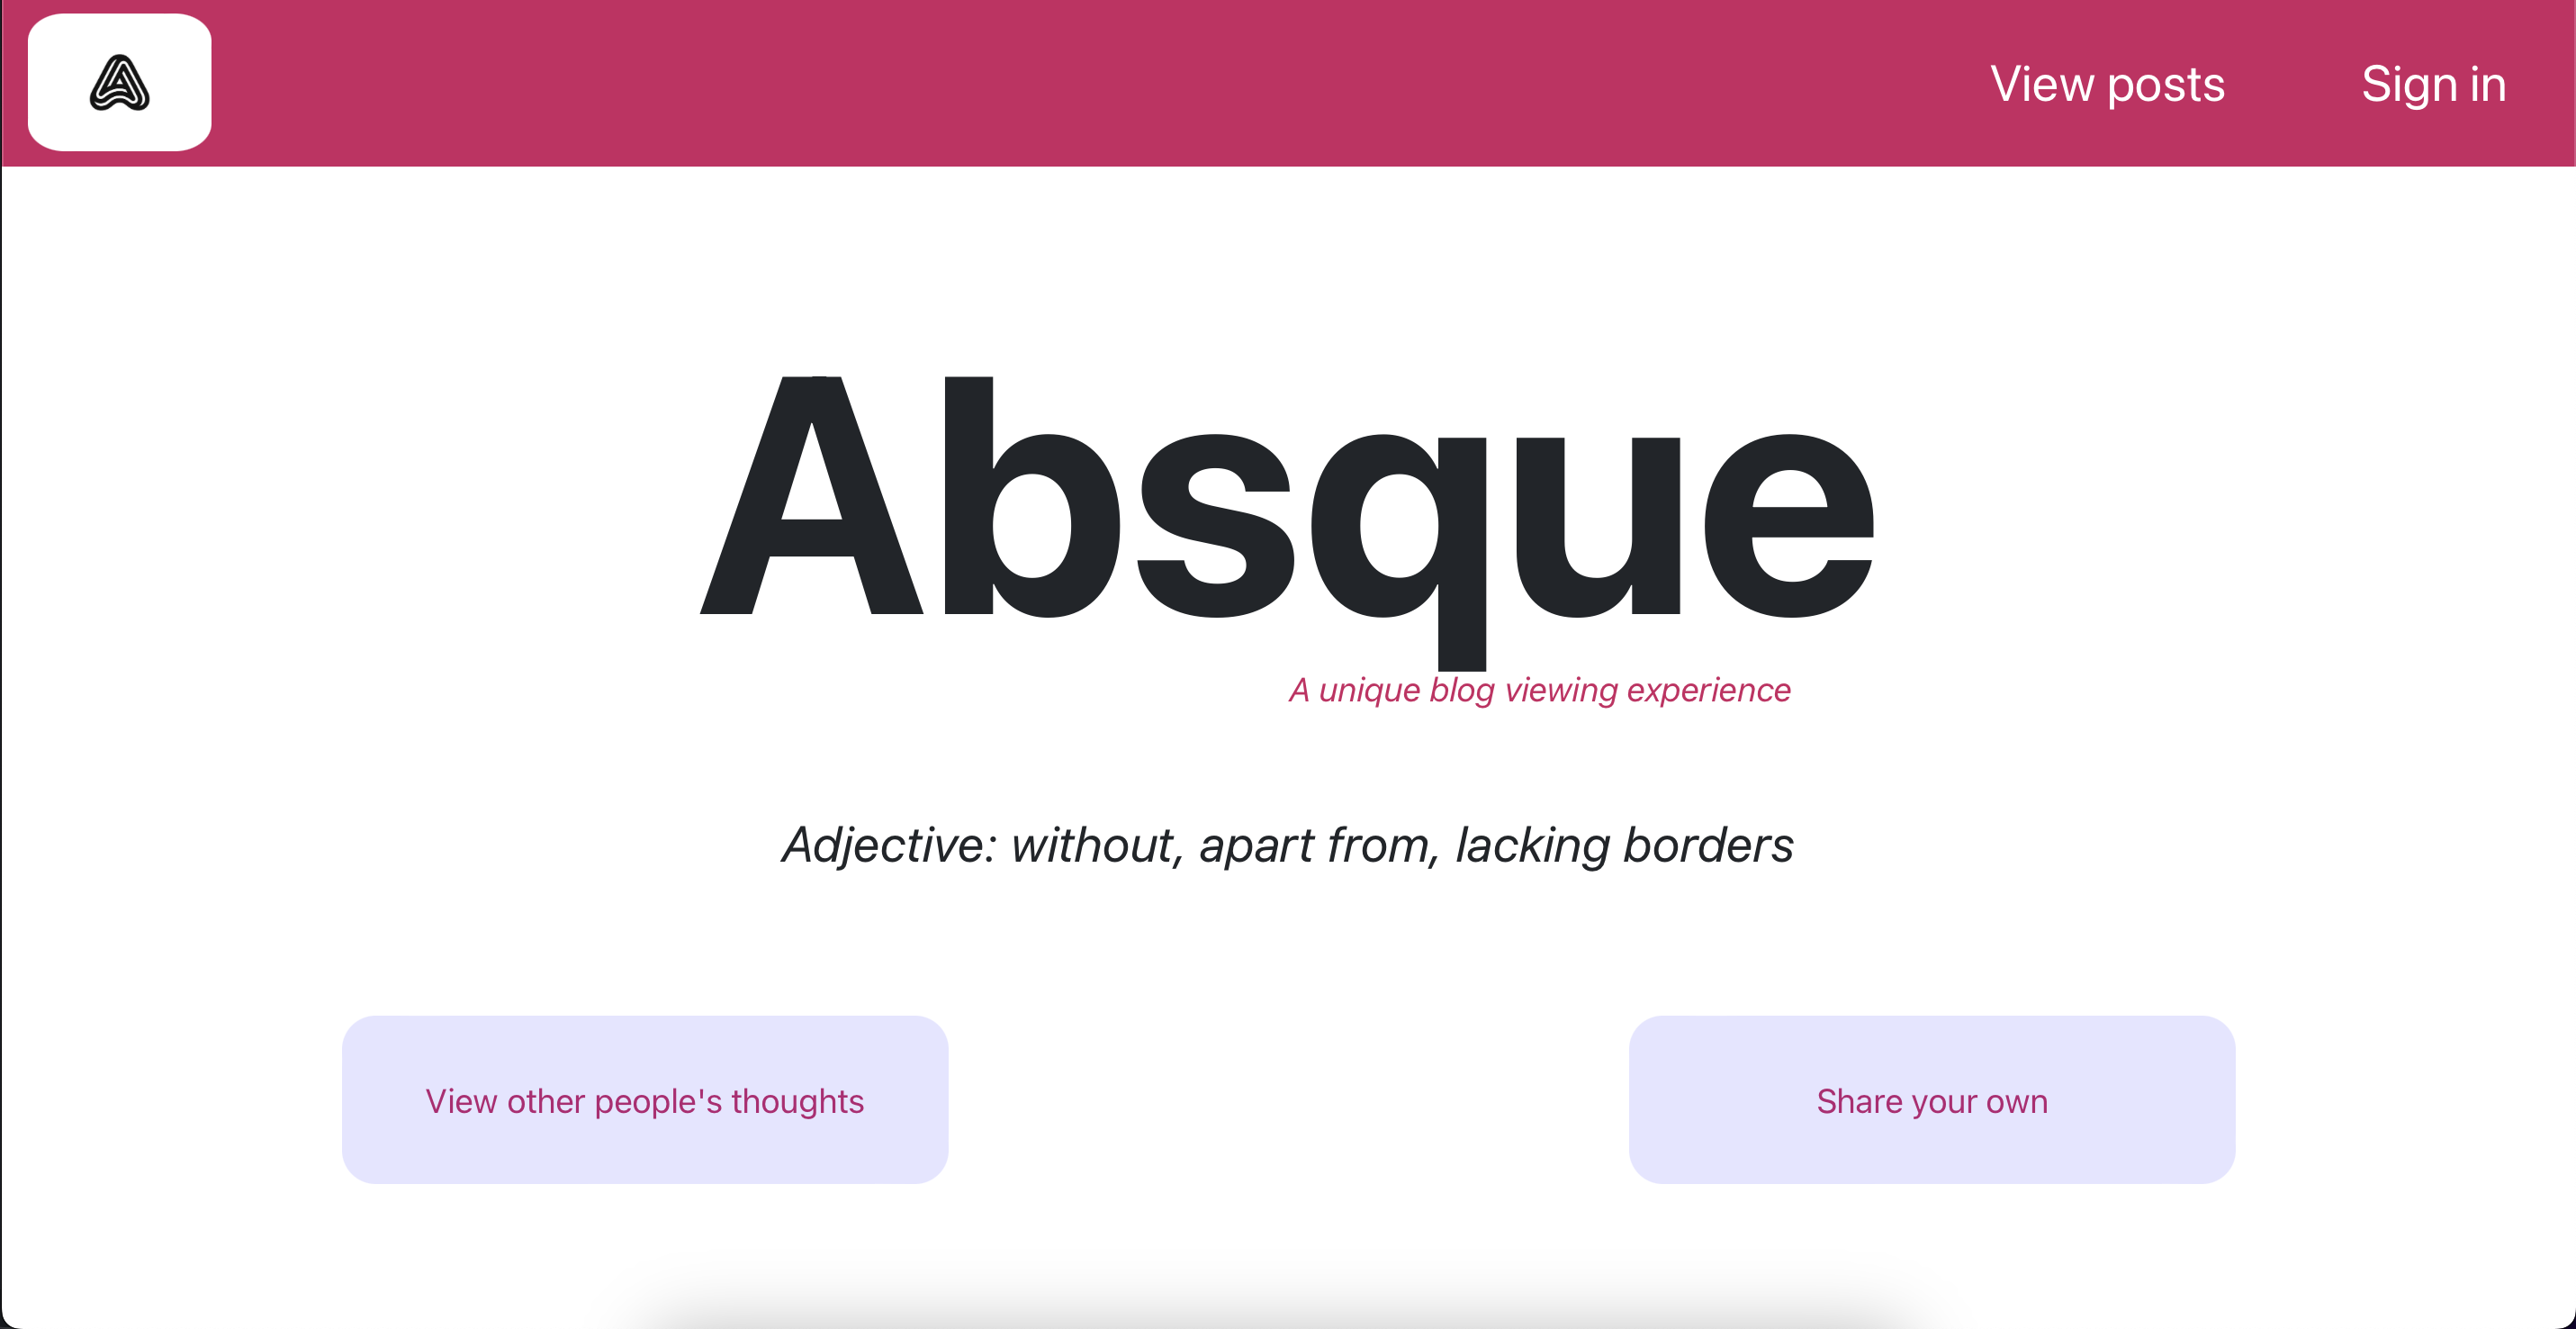 View posts
Sign in
Absque
A unique blog viewing experience
Adjective: without, apart from, lacking borders
View other people's thoughts
Share your own